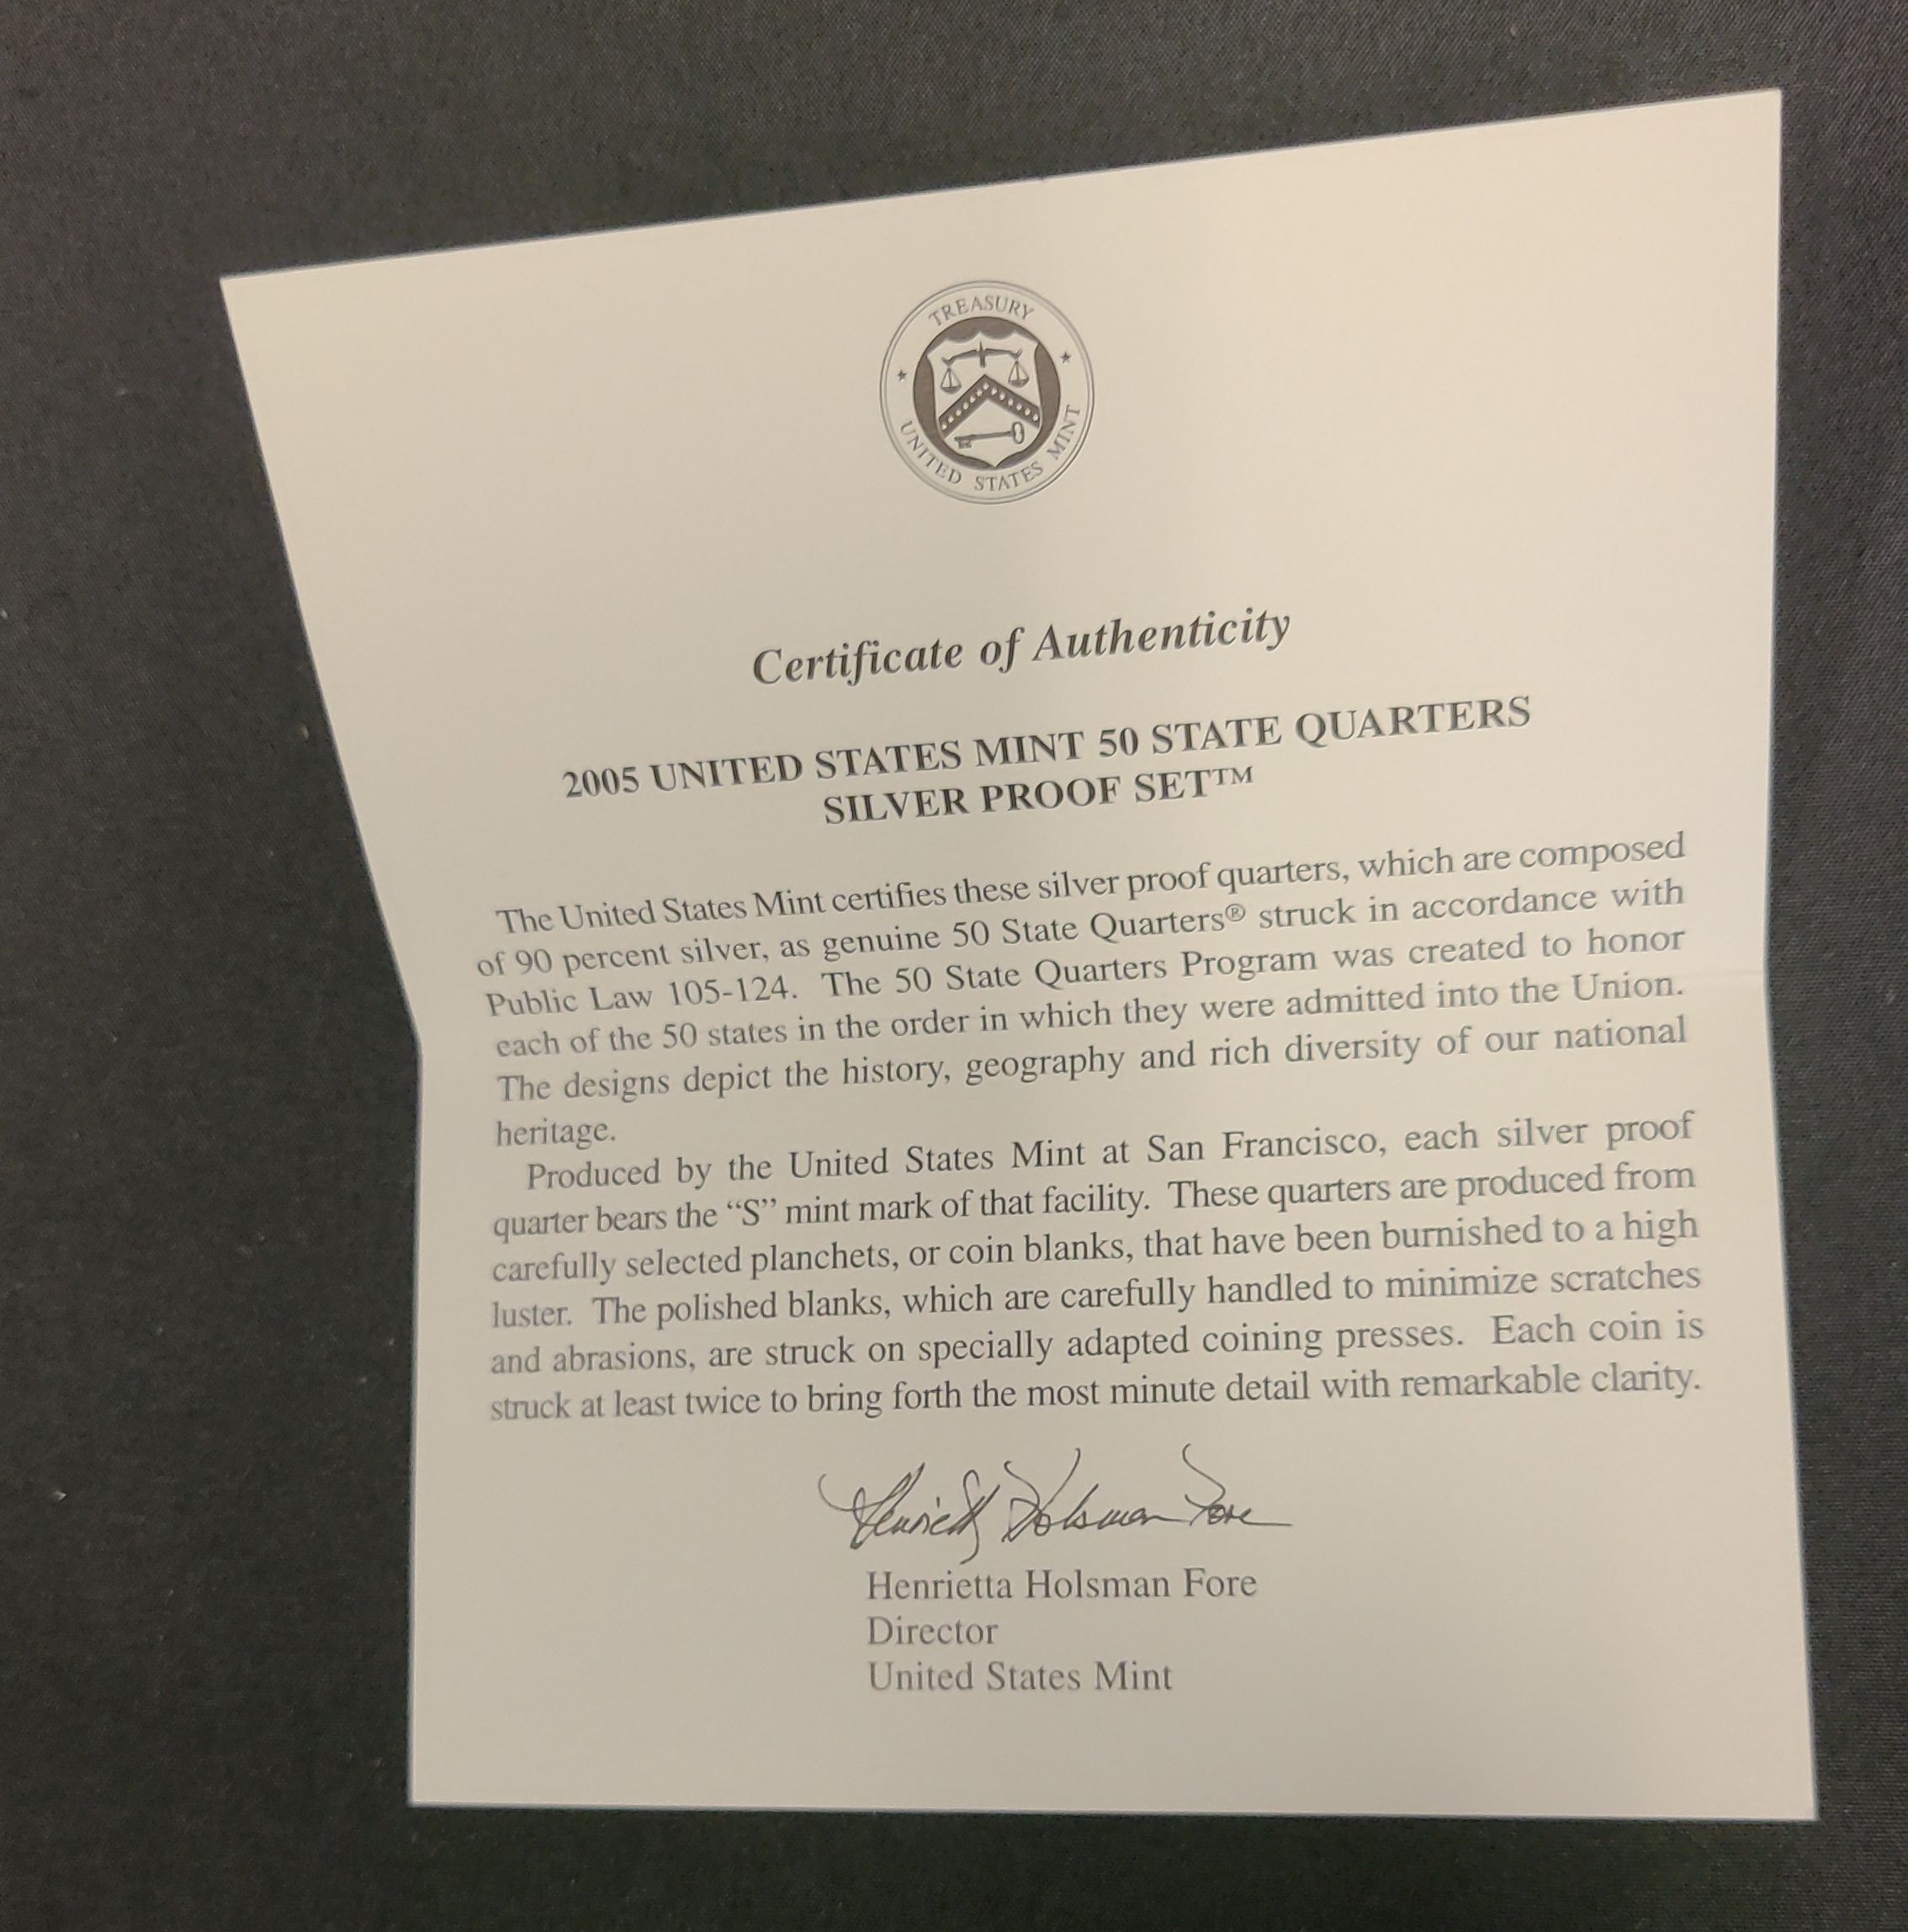 TREASURY
UNITED STATES MINT
Certificate of Authenticity
2005 UNITED STATES MINT 50 STATE QUARTERS
SILVER PROOF SET™
The United States Mint certifies these silver proof quarters, which are composed
of 90 percent silver, as genuine 50 State Quarters® struck in accordance with
Public Law 105-124. The 50 State Quarters Program was created to honor
each of the 50 states in the order in which they were admitted into the Union.
The designs depict the history, geography and rich diversity of our national
heritage.
Produced by the United States Mint at San Francisco, each silver proof
quarter bears the “S” mint mark of that facility. These quarters are produced from
carefully selected planchets, or coin blanks, that have been burnished to a high
luster. The polished blanks, which are carefully handled to minimize scratches
and abrasions, are struck on specially adapted coining presses. Each coin is
struck at least twice to bring forth the most minute detail with remarkable clarity.
Henrietta Holsman Fore
Henrietta Holsman Fore
Director
United States Mint